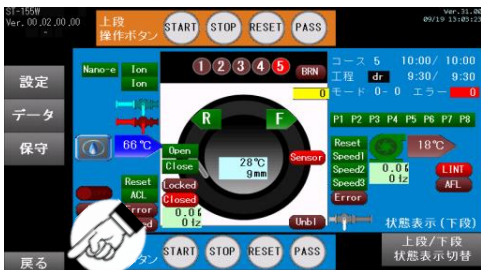 ST-155W
Ver. 00.02.00.00
上段
操作ボタン
START STOP RESET PASS
Ver.31.00
09/19 13:03:23
設定
データ
保守
戻る
Nano-e Ion
Ion
1 2 3 4 5 BRN
0
コース 5 10:00/ 10:00
工程 dr 9:30/ 9:30
モード 0- 0 エラー 0
P1 P2 P3 P4 P5 P6 P7 P8
R F
66℃
Open
Close
28℃
9mm
Sensor
Reset
Speed1
Speed2
Speed3
Error
18℃
0.0
0
LINT
AFL
Reset
ACL
Locked
Closed
0.0
0
Unbl
状態表示(下段)
タン
START STOP RESET PASS
上段/下段
状態表示切替